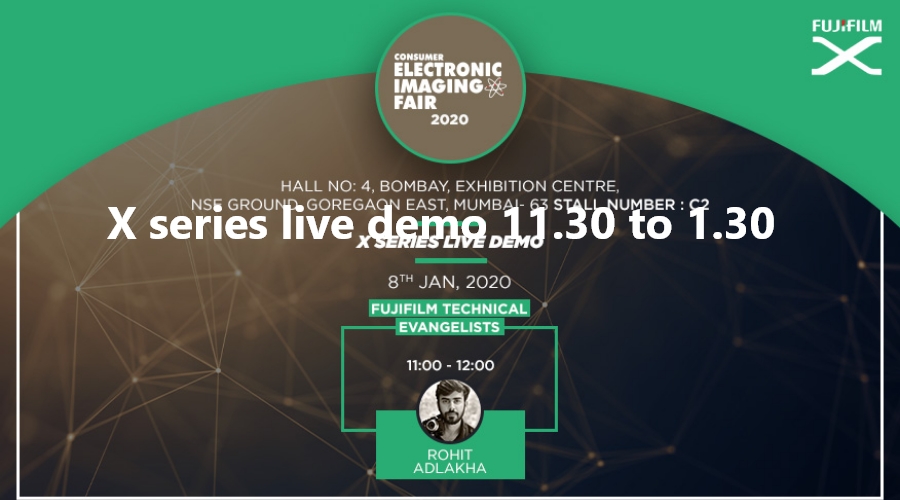 FUJIFILM
CONSUMER
ELECTRONIC
IMAGING
FAIR
2020
HALL NO: 4, BOMBAY, EXHIBITION CENTRE,
NSE GROUND, GOREGAON EAST, MUMBAI- 63 STALL NUMBER : C2
X series live demo 11.30 to 1.30
X SERIES LIVE DEMO
8TH JAN, 2020
FUJIFILM TECHNICAL
EVANGELISTS
11:00 - 12:00
ROHIT
ADLAKHA